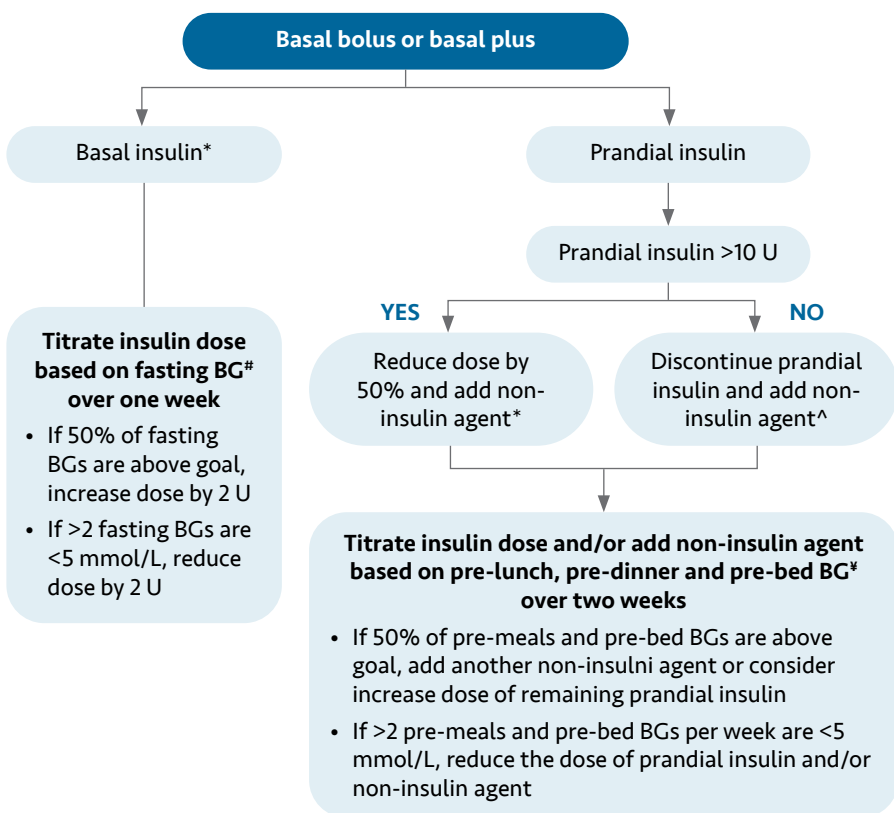 Basal bolus or basal plus
Basal insulin*
Prandial insulin
Prandial insulin >10 U
YES
NO
Reduce dose by
50% and add non-
insulin agent*
Discontinue prandial
insulin and add non-
insulin agent^
Titrate insulin dose
based on fasting BG#
over one week
• If 50% of fasting
BGs are above goal,
increase dose by 2 U
• If >2 fasting BGs are
<5 mmol/L, reduce
dose by 2 U
Titrate insulin dose and/or add non-insulin agent
based on pre-lunch, pre-dinner and pre-bed BG¥
over two weeks
• If 50% of pre-meals and pre-bed BGs are above
goal, add another non-insulni agent or consider
increase dose of remaining prandial insulin
• If >2 pre-meals and pre-bed BGs per week are <5
mmol/L, reduce the dose of prandial insulin and/or
non-insulin agent